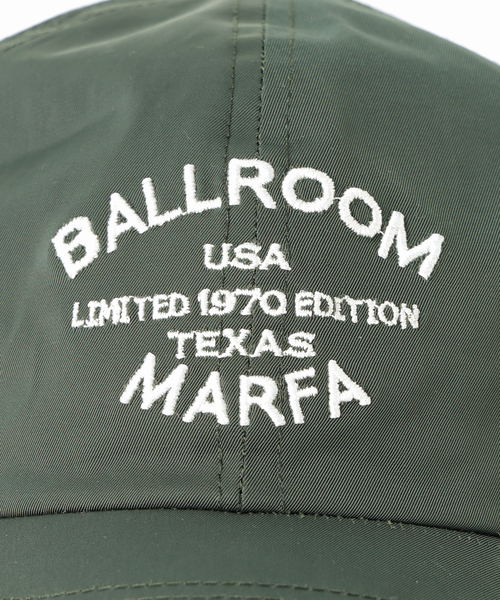 BALLROOM
USA
LIMITED 1970 EDITION
TEXAS
MARFA